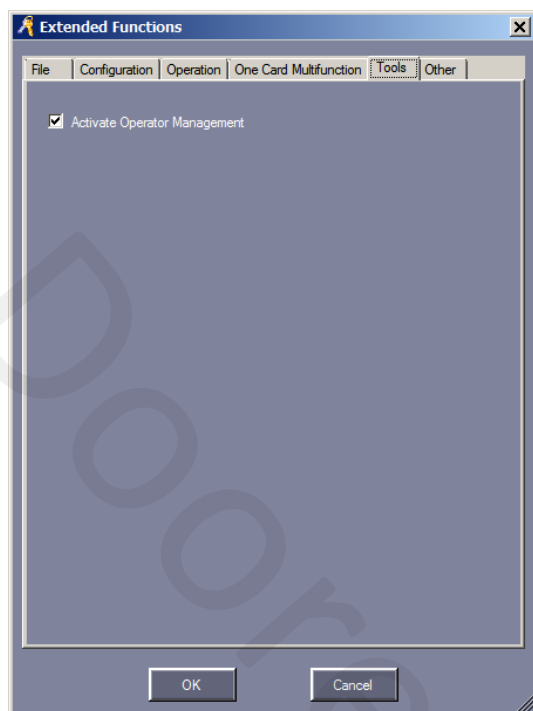 Extended Functions
File Configuration Operation One Card Multifunction Tools Other
Activate Operator Management
OK Cancel